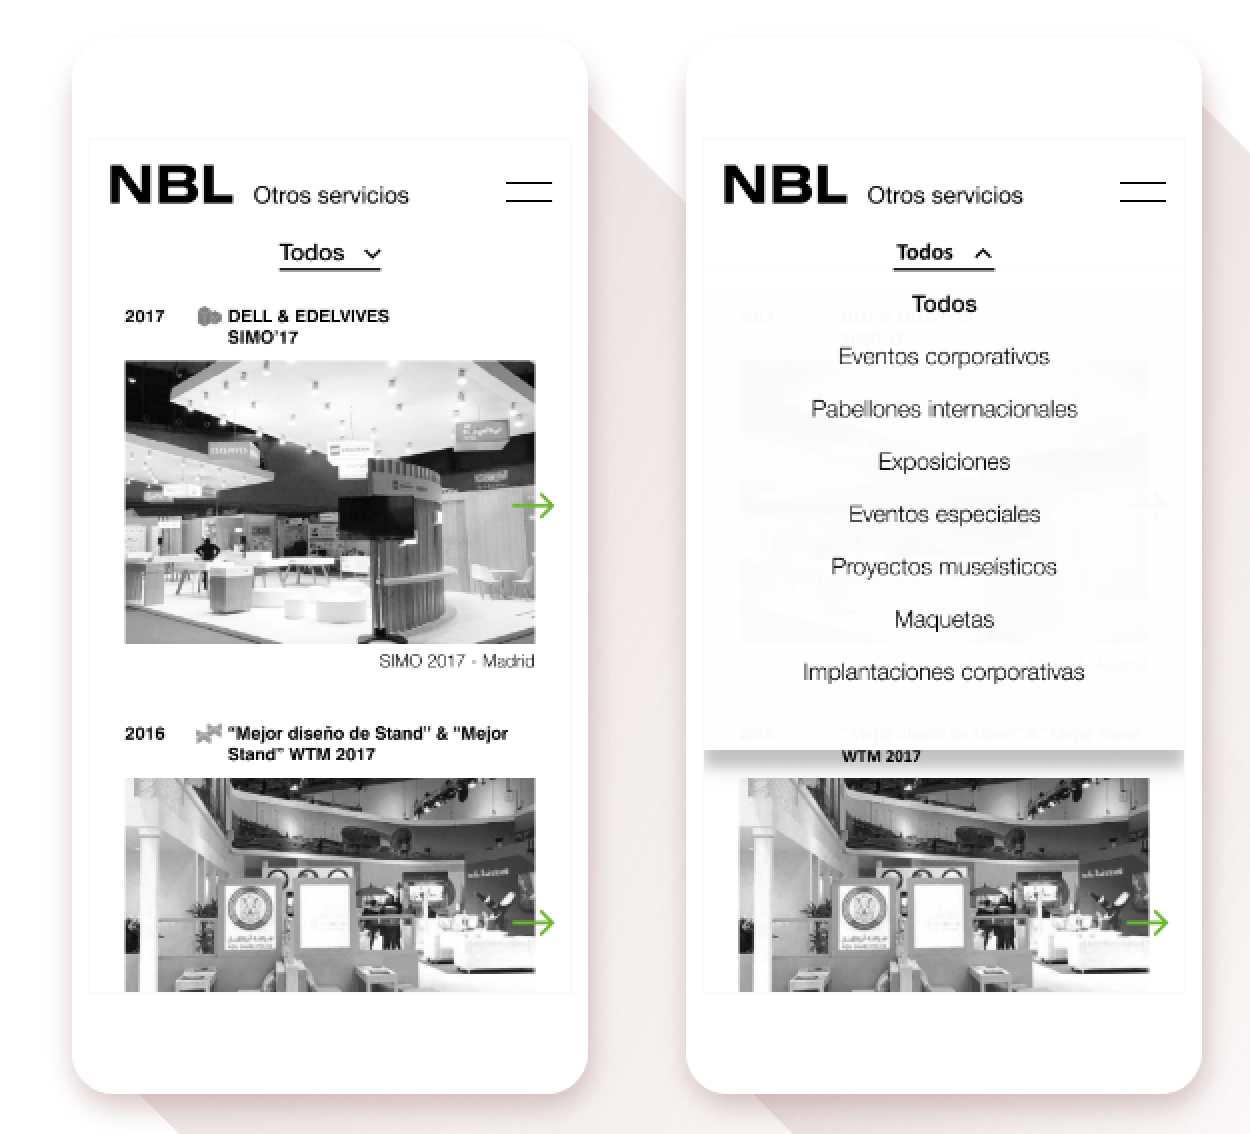 NBL Otros servicios
Todos
2017 DELL & EDELVIVES
SIMO'17
EDELVIVES
SIMO 2017 - Madrid
2016 "Mejor diseño de Stand" & "Mejor
Stand" WTM 2017
NBL Otros servicios
Todos
Todos
Eventos corporativos
Pabellones internacionales
Exposiciones
Eventos especiales
Proyectos museísticos
Maquetas
Implantaciones corporativas
WTM 2017